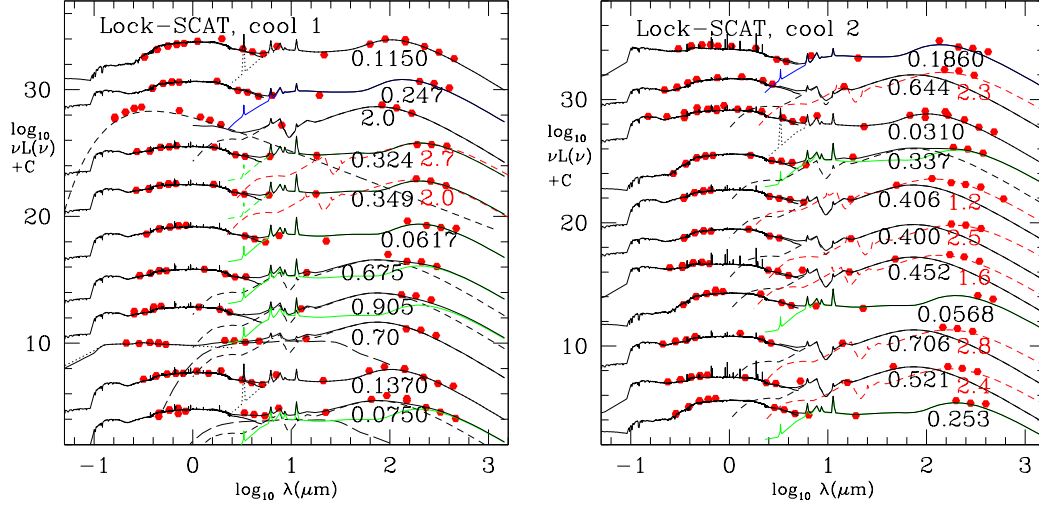 Lock-SCAT, cool 1
0.1150
30
0.247
log₁₀
νL(ν)
+C
2.0
0.324 2.7
0.349 2.0
20
0.0617
0.675
0.905
10
0.70
0.1370
0.0750
−1 0 1 2 3
log₁₀ λ(μm)
Lock-SCAT, cool 2
0.1860
30
0.644 2.3
log₁₀
νL(ν)
+C
0.0310
0.337
0.406 1.2
20
0.400 2.5
0.452 1.6
0.0568
10
0.706 2.8
0.521 2.4
0.253
−1 0 1 2 3
log₁₀ λ(μm)